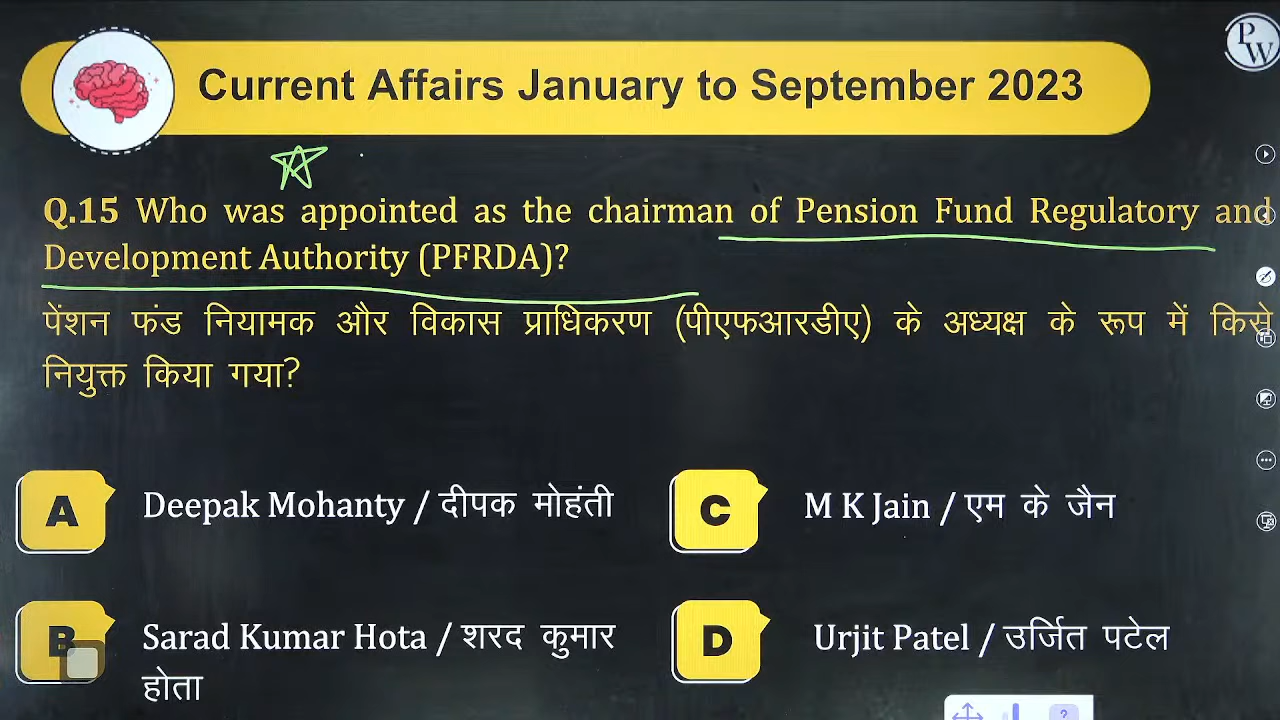 P
W
Current Affairs January to September 2023
Q.15 Who was appointed as the chairman of Pension Fund Regulatory and
Development Authority (PFRDA)?
पेंशन फंड नियामक और विकास प्राधिकरण (पीएफआरडीए) के अध्यक्ष के रूप में किसे
नियुक्त किया गया?
A Deepak Mohanty / दीपक मोहंती
B Sarad Kumar Hota / शरद कुमार
होता
C M K Jain / एम के जैन
D Urjit Patel / उर्जित पटेल
?